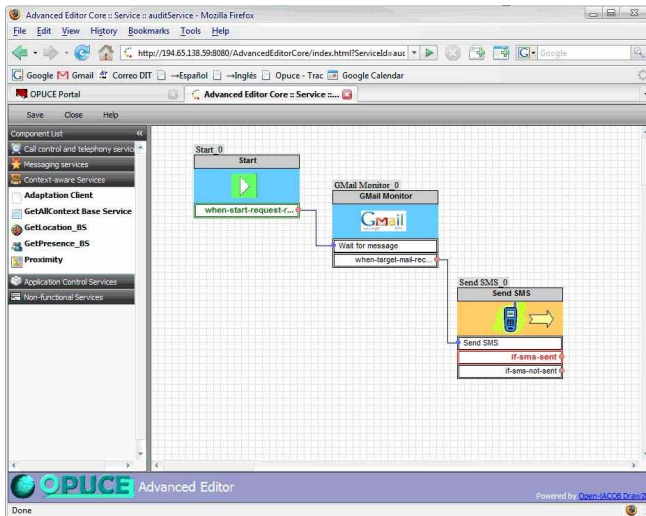 Advanced Editor Core :: Service :: auditService - Mozilla Firefox
File Edit View History Bookmarks Tools Help
http://194.65.138.59:8080/AdvancedEditorCore/index.html?ServiceId=auc
G Google
Google Gmail Correo DIT →Español →Inglés Opuce - Trac Google Calendar
OPUCE Portal
Advanced Editor Core :: Service ::...
Save Close Help
Component List «
Call control and telephony servic
Messaging services
Context-aware Services
Adaptation Client
GetAllContext Base Service
GetLocation_BS
GetPresence_BS
Proximity
Application Control Services
Non-functional Services
Start_0
Start
when-start-request-r...
GMail Monitor_0
GMail Monitor
Gmail
Wait for message
when-target-mail-rec...
Send SMS_0
Send SMS
Send SMS
if-sms-sent
if-sms-not-sent
OPUCE Advanced Editor
Powered by Open-jACOB Draw2
Done